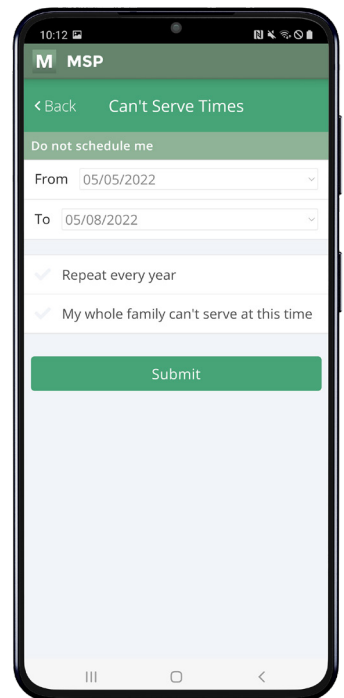 10:12
M MSP
Back Can't Serve Times
Do not schedule me
From 05/05/2022
To 05/08/2022
Repeat every year
My whole family can't serve at this time
Submit